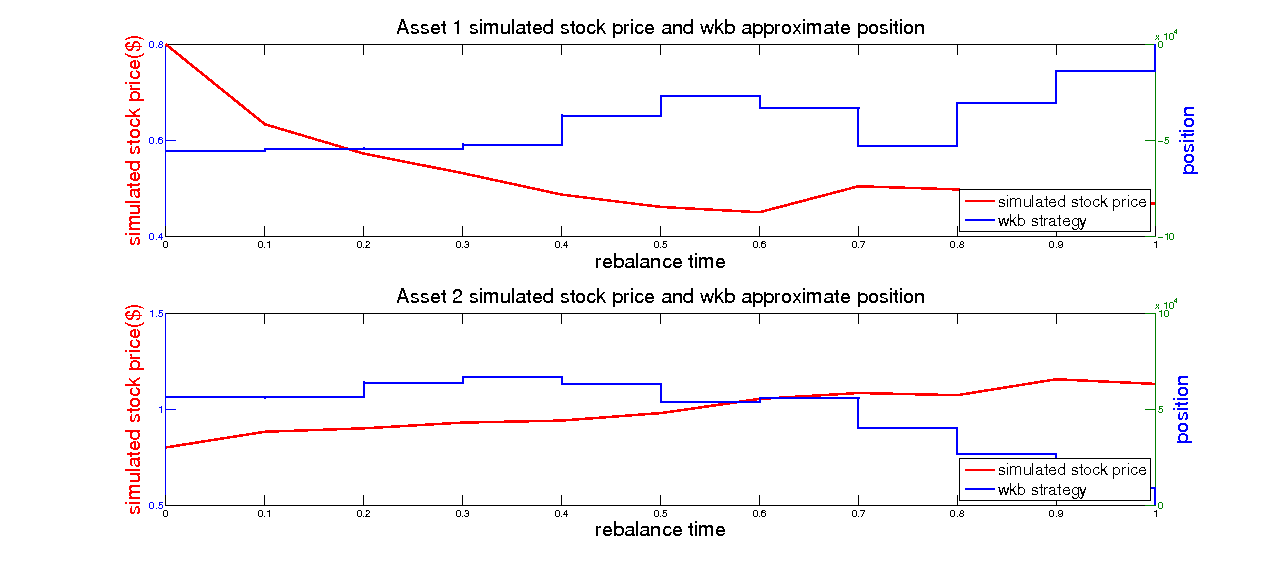 Asset 1 simulated stock price and wkb approximate position
x 10^4
simulated stock price($)
0.8
0.6
0.4
0
−5
−10
position
simulated stock price
wkb strategy
0 0.1 0.2 0.3 0.4 0.5 0.6 0.7 0.8 0.9 1
rebalance time
Asset 2 simulated stock price and wkb approximate position
x 10^4
simulated stock price($)
1.5
1
0.5
10
5
0
position
simulated stock price
wkb strategy
0 0.1 0.2 0.3 0.4 0.5 0.6 0.7 0.8 0.9 1
rebalance time